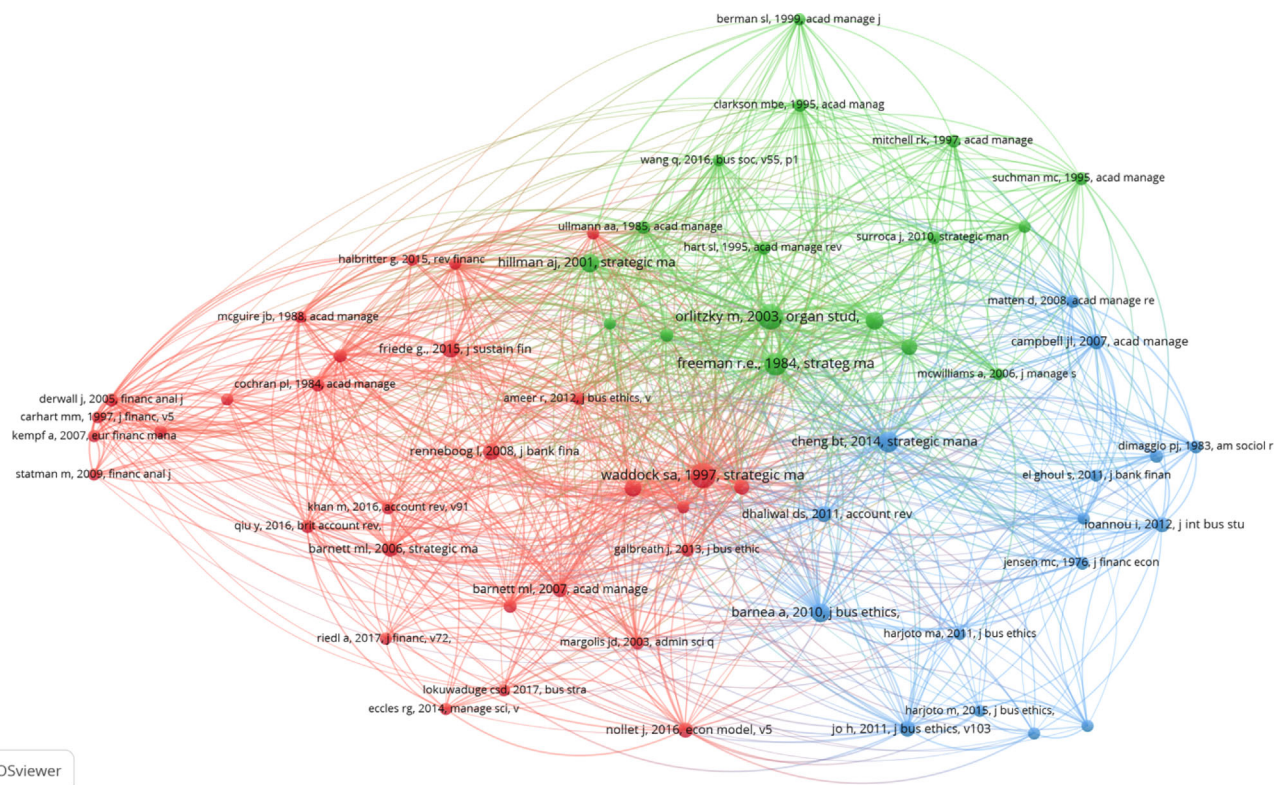 berman sl, 1999, acad manage j
clarkson mbe, 1995, acad manag
mitchell rk, 1997, acad manage
wang q, 2016, bus soc, v55, p1
suchman mc, 1995, acad manage
ullmann aa, 1985, acad manage
surroca j, 2010, strategic man
hart sl, 1995, acad manage rev
halbritter g, 2015, rev financ
hillman aj, 2001, strategic ma
matten d, 2008, acad manage re
mcguire jb, 1988, acad manage
orlitzky m, 2003, organ stud,
campbell jl, 2007, acad manage
friede g., 2015, j sustain fin
freeman r.e., 1984, strateg ma
mcwilliams a, 2006, j manage s
cochran pl, 1984, acad manage
derwall j, 2005, financ anal j
ameer r, 2012, j bus ethics, v
carhart mm, 1997, j financ, v5
kempf a, 2007, eur financ mana
cheng bt, 2014, strategic mana
dimaggio pj, 1983, am sociol r
renneboog l, 2008, j bank fina
statman m, 2009, financ anal j
waddock sa, 1997, strategic ma
el ghoul s, 2011, j bank finan
khan m, 2016, account rev, v91
dhaliwal ds, 2011, account rev
qiu y, 2016, brit account rev,
ioannou i, 2012, j int bus stu
barnett ml, 2006, strategic ma
galbreath j, 2013, j bus ethic
jensen mc, 1976, j financ econ
barnett ml, 2007, acad manage
barnea a, 2010, j bus ethics,
harjoto ma, 2011, j bus ethics
riedl a, 2017, j financ, v72,
margolis jd, 2003, admin sci q
lokuwaduge csd, 2017, bus stra
eccles rg, 2014, manage sci, v
harjoto m, 2015, j bus ethics,
nollet j, 2016, econ model, v5
jo h, 2011, j bus ethics, v103
OSviewer